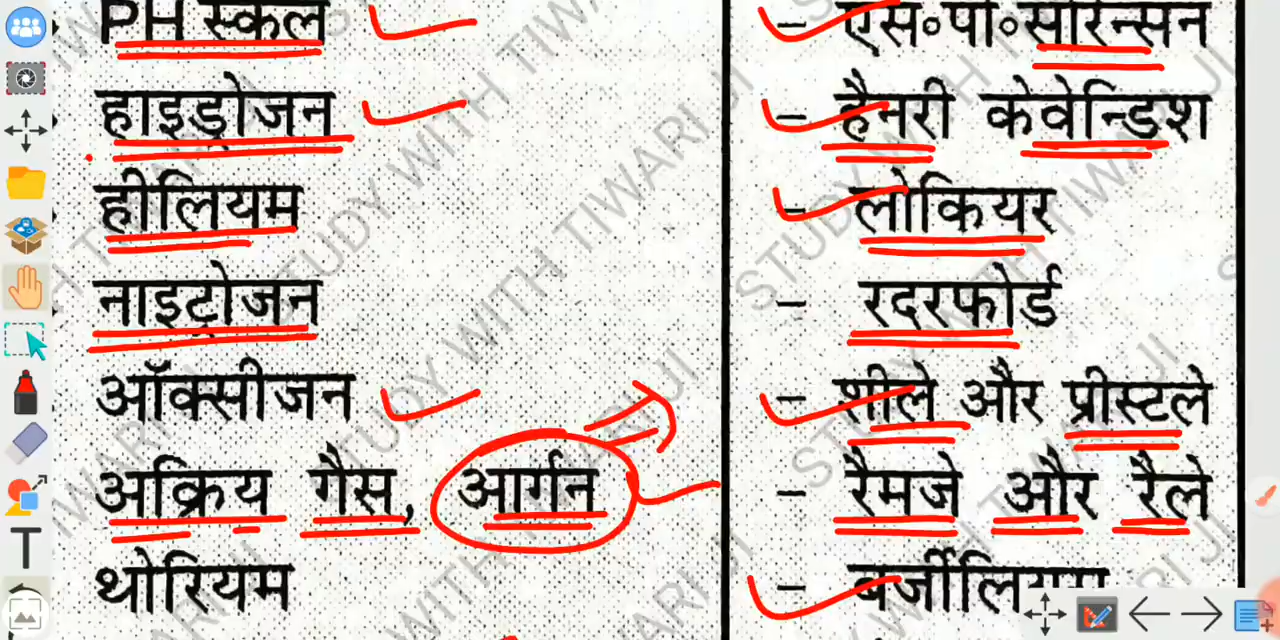 PH स्केल - एस॰पी॰सॉरेन्सन
हाइड्रोजन - हैनरी केवेन्डिश
हीलियम - लोकियर
नाइट्रोजन - रदरफोर्ड
ऑक्सीजन - शीले और प्रीस्टले
अक्रिय गैस, आर्गन - रैमजे और रैले
थोरियम - बर्जीलियस
STUDY WITH TIWARI JI
T